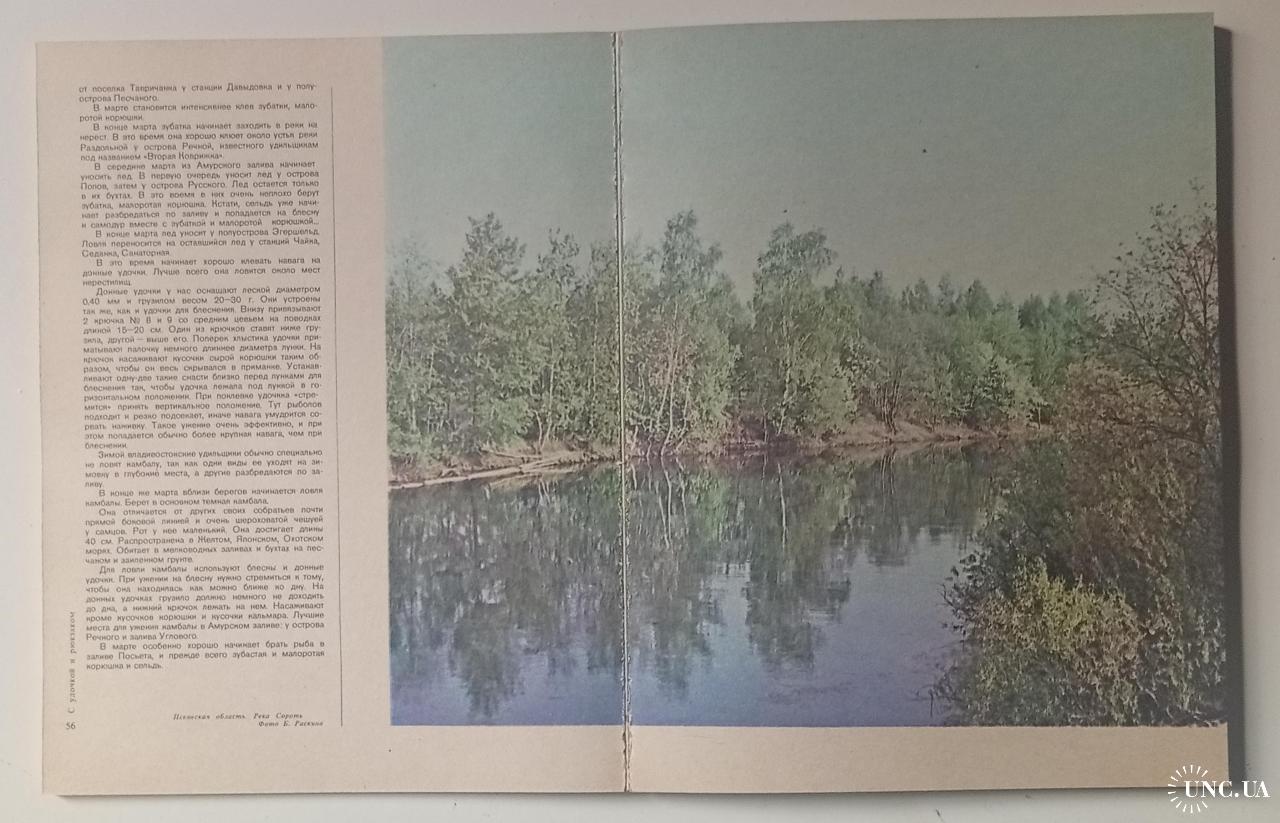 от поселка Тавричанка у станции Давыдовка и у полу-
острова Песчаного.
В марте становится интенсивнее клев зубатки, мало-
ротой корюшки.
В конце марта зубатка начинает заходить в реки на
нерест. В это время она хорошо клюет около устья реки
Раздольной у острова Речной, известного удильщикам
под названием «Вторая Коврижка».
В середине марта из Амурского залива начинает
уносить лед. В первую очередь уносит лед у острова
Попов, затем у острова Русского. Лед остается только
в их бухтах. В это время в них очень неплохо берут
зубатка, малоротая корюшка. Кстати, сельдь уже начи-
нает разбредаться по заливу и попадается на блесну
и самодур вместе с зубаткой и малоротой корюшкой...
В конце марта лед уносит у полуострова Эгершельд.
Ловля переносится на оставшийся лед у станций Чайка,
Седанка, Санаторная.
В это время начинает хорошо клевать навага на
донные удочки. Лучше всего она ловится около мест
нерестилищ.
Донные удочки у нас оснащают леской диаметром
0,40 мм и грузилом весом 20—30 г. Они устроены
так же, как и удочки для блеснения. Внизу привязывают
2 крючка № 8 и 9 со средним цевьем на поводках
длиной 15—20 см. Один из крючков ставят ниже гру-
зила, другой — выше его. Поперек хлыстика удочки при-
матывают палочку немного длиннее диаметра лунки. На
крючок насаживают кусочки сырой корюшки таким об-
разом, чтобы он весь скрывался в приманке. Устанав-
ливают одну-две такие снасти близко перед лунками для
блеснения так, чтобы удочка лежала под лункой в го-
ризонтальном положении. При поклевке удочка «стре-
мится» принять вертикальное положение. Тут рыболов
подходит и резко подсекает, иначе навага умудрится со-
рвать наживку. Такое ужение очень эффективно, и при
этом попадается обычно более крупная навага, чем при
блеснении.
Зимой владивостокские удильщики обычно специально
не ловят камбалу, так как одни виды ее уходят на зи-
мовку в глубокие места, а другие разбредаются по за-
ливу.
В конце же марта вблизи берегов начинается ловля
камбалы. Берет в основном темная камбала.
Она отличается от других своих собратьев почти
прямой боковой линией и очень шероховатой чешуей
у самцов. Рот у нее маленький. Она достигает длины
40 см. Распространена в Желтом, Японском, Охотском
морях. Обитает в мелководных заливах и бухтах на пес-
чаном и заиленном грунте.
Для ловли камбалы используют блесны и донные
удочки. При ужении на блесну нужно стремиться к тому,
чтобы она находилась как можно ближе ко дну. На
донных удочках грузило должно немного не доходить
до дна, а нижний крючок лежать на нем. Насаживают
кроме кусочков корюшки и кусочки кальмара. Лучшие
места для ужения камбалы в Амурском заливе: у острова
Речного и залива Углового.
В марте особенно хорошо начинает брать рыба в
заливе Посьета, и прежде всего зубастая и малоротая
корюшка и сельдь.
С удочкой и рюкзаком
56
Псковская область. Река Сороть
Фото Б. Раскина
UNC.UA